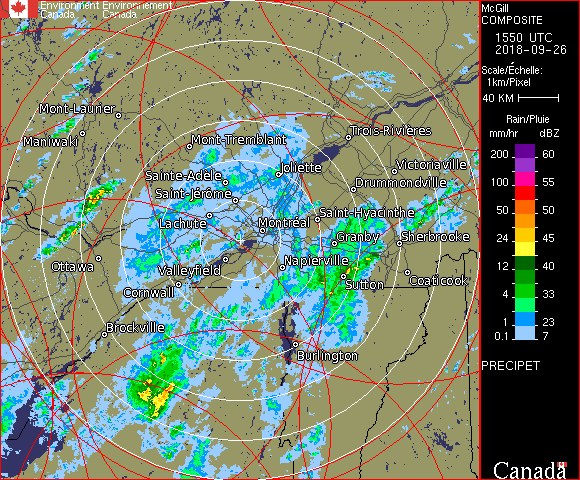 Environment Environnement
Canada Canada
McGill
COMPOSITE
1550 UTC
2018-09-26
Scale/Échelle:
1km/Pixel
40 KM
Rain/Pluie
mm/hr dBZ
200 60
100 55
50 50
24 45
12 40
4 33
1 23
0.1 7
PRECIPET
Canada
Mont-Laurier
Maniwaki
Mont-Tremblant
Trois-Rivières
Joliette
Victoriaville
Sainte-Adèle
Drummondville
Saint-Jérôme
Saint-Hyacinthe
Lachute
Montréal
Granby
Sherbrooke
Ottawa
Valleyfield
Napierville
Coaticook
Cornwall
Sutton
Brockville
Burlington